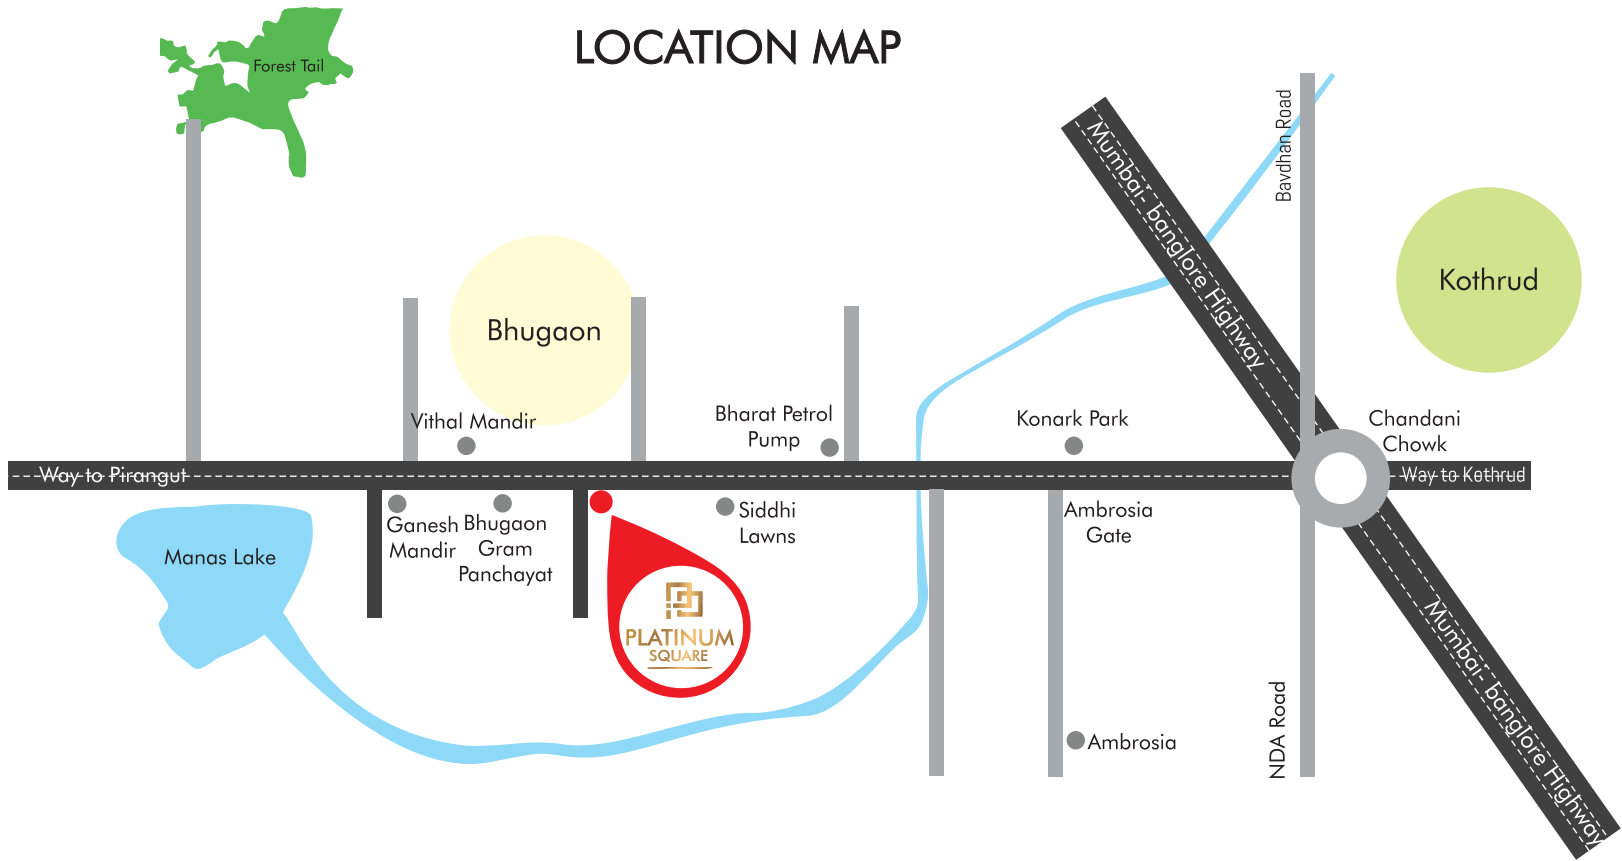 LOCATION MAP
Forest Tail
Mumbai- banglore Highway
Bavdhan Road
Kothrud
Bhugaon
Vithal Mandir
Bharat Petrol
Pump
Konark Park
Chandani
Chowk
Way to Pirangut
Way to Kothrud
Manas Lake
Ganesh
Mandir
Bhugaon
Gram
Panchayat
Siddhi
Lawns
Ambrosia
Gate
PLATINUM
SQUARE
Ambrosia
NDA Road
Mumbai- banglore Highway